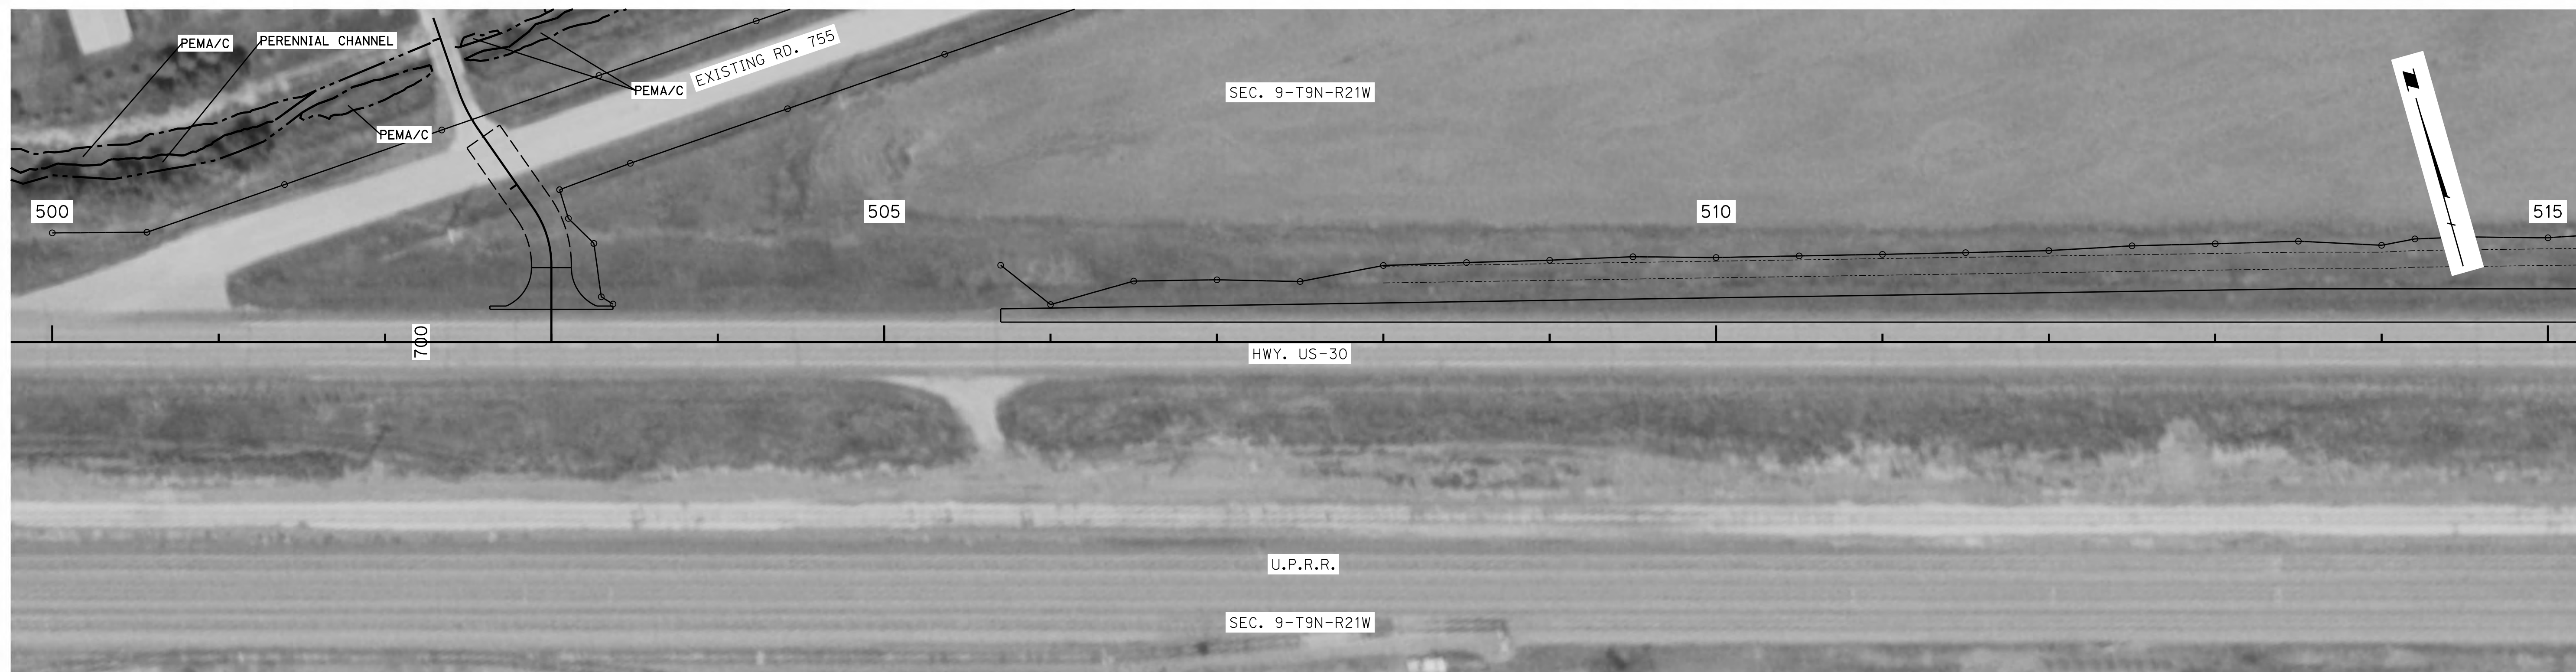 PEMA/C
PERENNIAL CHANNEL
EXISTING RD. 755
PEMA/C
SEC. 9-T9N-R21W
PEMA/C
500
505
510
515
700
HWY. US-30
U.P.R.R.
SEC. 9-T9N-R21W